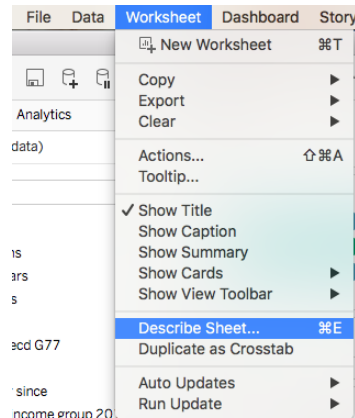 File Data Worksheet Dashboard Story
New Worksheet ⌘T
Copy ▶
Export ▶
Clear ▶
Analytics
data)
Actions... ⇧⌘A
Tooltip...
✓ Show Title
Show Caption
Show Summary
ns
Show Cards ▶
ars
Show View Toolbar ▶
s
Describe Sheet... ⌘E
ecd G77
Duplicate as Crosstab
Auto Updates ▶
since
Run Update ▶
ncome group 20